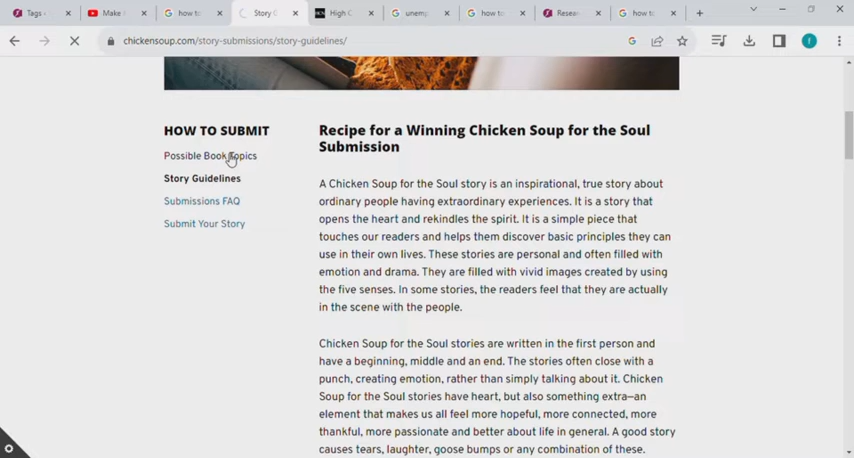 Tags -
Make
how to
Story G
High C
unemp
how to
Resear
how to
chickensoup.com/story-submissions/story-guidelines/
HOW TO SUBMIT
Possible Book Topics
Story Guidelines
Submissions FAQ
Submit Your Story
Recipe for a Winning Chicken Soup for the Soul
Submission
A Chicken Soup for the Soul story is an inspirational, true story about
ordinary people having extraordinary experiences. It is a story that
opens the heart and rekindles the spirit. It is a simple piece that
touches our readers and helps them discover basic principles they can
use in their own lives. These stories are personal and often filled with
emotion and drama. They are filled with vivid images created by using
the five senses. In some stories, the readers feel that they are actually
in the scene with the people.
Chicken Soup for the Soul stories are written in the first person and
have a beginning, middle and an end. The stories often close with a
punch, creating emotion, rather than simply talking about it. Chicken
Soup for the Soul stories have heart, but also something extra—an
element that makes us all feel more hopeful, more connected, more
thankful, more passionate and better about life in general. A good story
causes tears, laughter, goose bumps or any combination of these.